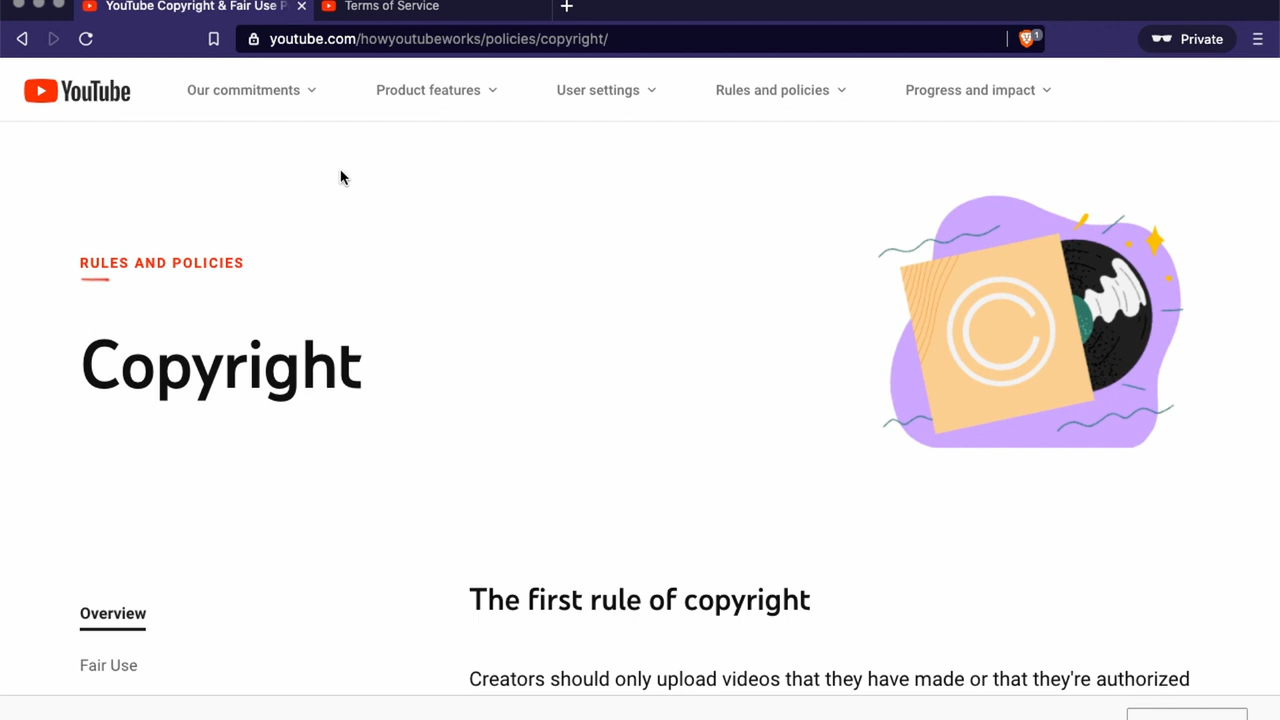 YouTube Copyright & Fair Use P
Terms of Service
youtube.com/howyoutubeworks/policies/copyright/
1
Private
YouTube
Our commitments
Product features
User settings
Rules and policies
Progress and impact
RULES AND POLICIES
Copyright
Overview
Fair Use
The first rule of copyright
Creators should only upload videos that they have made or that they're authorized